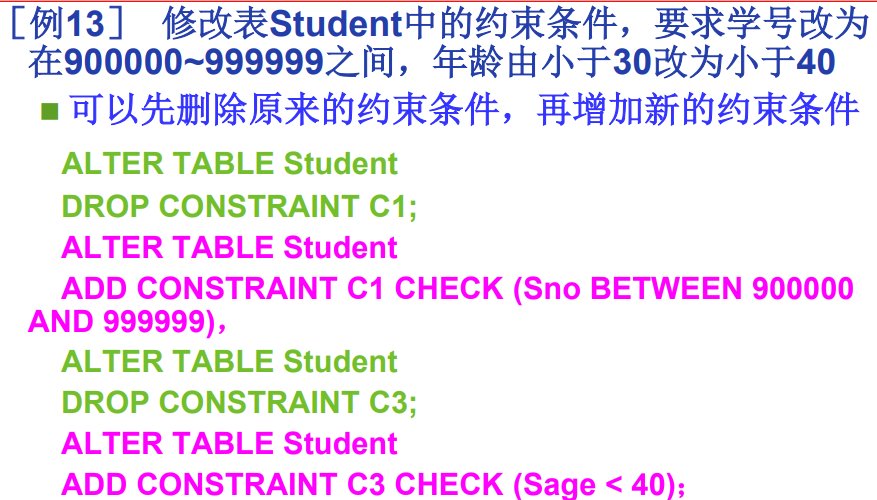 ［例13］ 修改表Student中的约束条件，要求学号改为
在900000~999999之间，年龄由小于30改为小于40
■ 可以先删除原来的约束条件，再增加新的约束条件
ALTER TABLE Student
DROP CONSTRAINT C1;
ALTER TABLE Student
ADD CONSTRAINT C1 CHECK (Sno BETWEEN 900000
AND 999999)，
ALTER TABLE Student
DROP CONSTRAINT C3;
ALTER TABLE Student
ADD CONSTRAINT C3 CHECK (Sage < 40)；